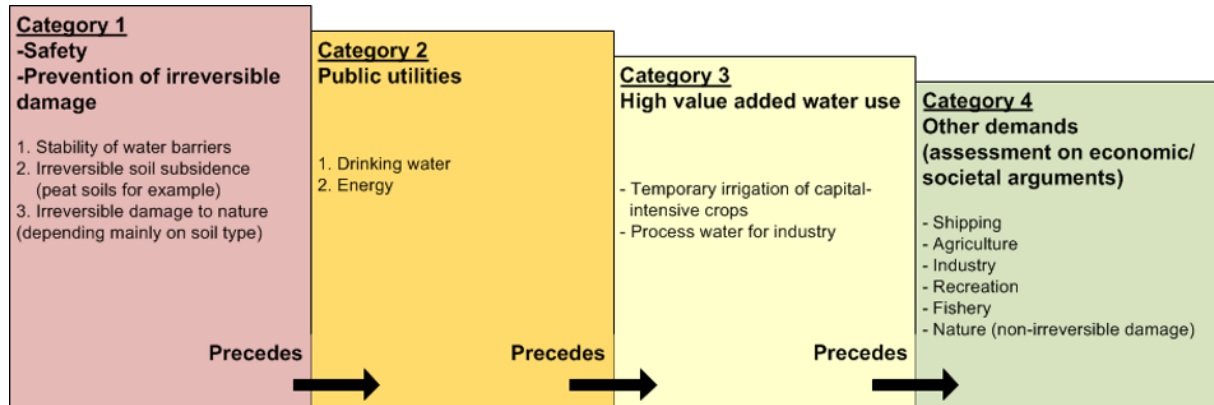 Category 1
-Safety
-Prevention of irreversible
damage
1. Stability of water barriers
2. Irreversible soil subsidence
(peat soils for example)
3. Irreversible damage to nature
(depending mainly on soil type)
Precedes
Category 2
Public utilities
1. Drinking water
2. Energy
Precedes
Category 3
High value added water use
- Temporary irrigation of capital-
intensive crops
- Process water for industry
Precedes
Category 4
Other demands
(assessment on economic/
societal arguments)
- Shipping
- Agriculture
- Industry
- Recreation
- Fishery
- Nature (non-irreversible damage)